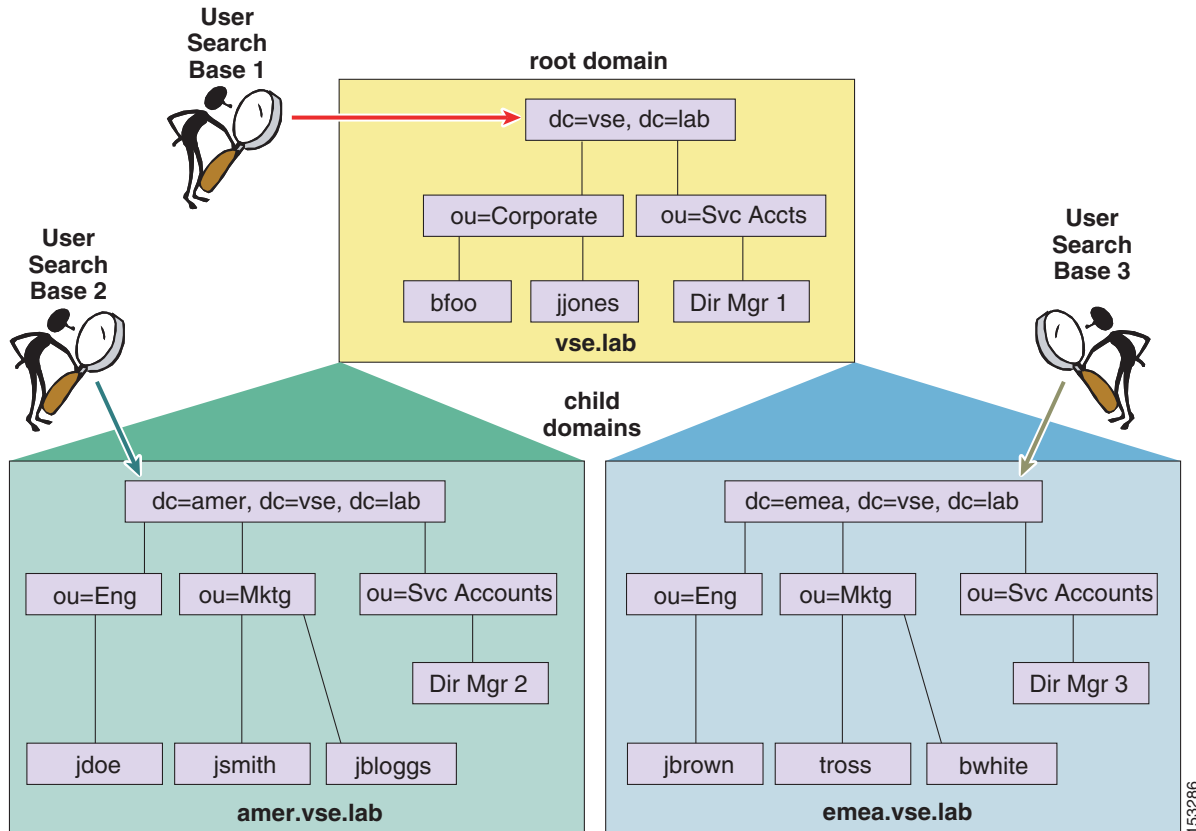 User
Search
Base 1
root domain
dc=vse, dc=lab
ou=Corporate
ou=Svc Accts
bfoo
jjones
Dir Mgr 1
vse.lab
User
Search
Base 2
User
Search
Base 3
child
domains
dc=amer, dc=vse, dc=lab
ou=Eng
ou=Mktg
ou=Svc Accounts
Dir Mgr 2
jdoe
jsmith
jbloggs
amer.vse.lab
dc=emea, dc=vse, dc=lab
ou=Eng
ou=Mktg
ou=Svc Accounts
Dir Mgr 3
jbrown
tross
bwhite
emea.vse.lab
153286